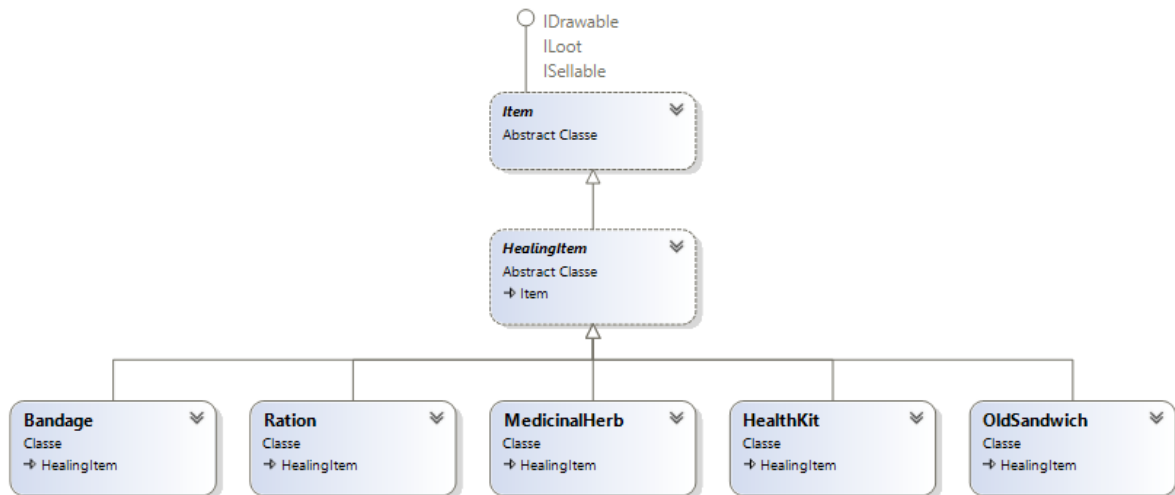 IDrawable
ILoot
ISellable
Item
Abstract Classe
HealingItem
Abstract Classe
Item
Bandage
Classe
HealingItem
Ration
Classe
HealingItem
MedicinalHerb
Classe
HealingItem
HealthKit
Classe
HealingItem
OldSandwich
Classe
HealingItem